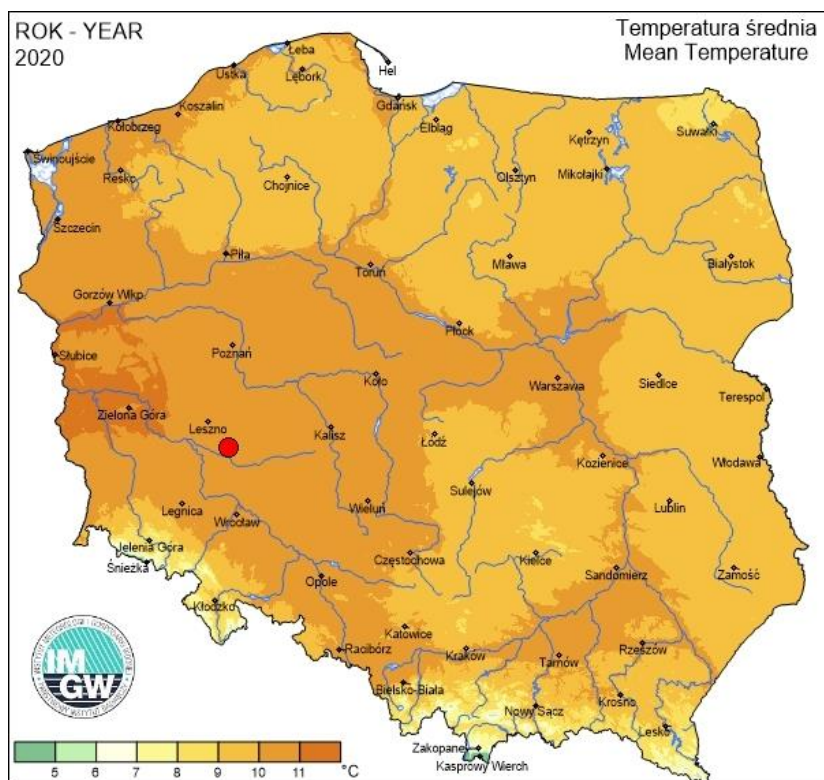 ROK - YEAR
2020
Temperatura średnia
Mean Temperature
Łeba
Hel
Ustka
Lębork
Gdańsk
Koszalin
Kołobrzeg
Elbląg
Suwałki
Kętrzyn
Świnoujście
Resko
Chojnice
Olsztyn
Mikołajki
Szczecin
Piła
Toruń
Mława
Białystok
Gorzów Wlkp.
Płock
Słubice
Poznań
Koło
Warszawa
Siedlce
Terespol
Zielona Góra
Leszno
Kalisz
Łódź
Kozienice
Włodawa
Sulejów
Legnica
Wrocław
Wieluń
Lublin
Jelenia Góra
Śnieżka
Częstochowa
Kielce
Sandomierz
Zamość
Opole
Kłodzko
Katowice
Racibórz
Kraków
Tarnów
Rzeszów
Bielsko-Biała
Nowy Sącz
Krosno
Lesko
Zakopane
Kasprowy Wierch
IM
GW
5 6 7 8 9 10 11 °C